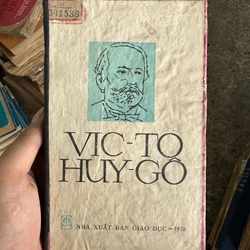 VIC-TO
HUY-GÔ
NHÀ XUẤT BẢN GIÁO DỤC - 1978